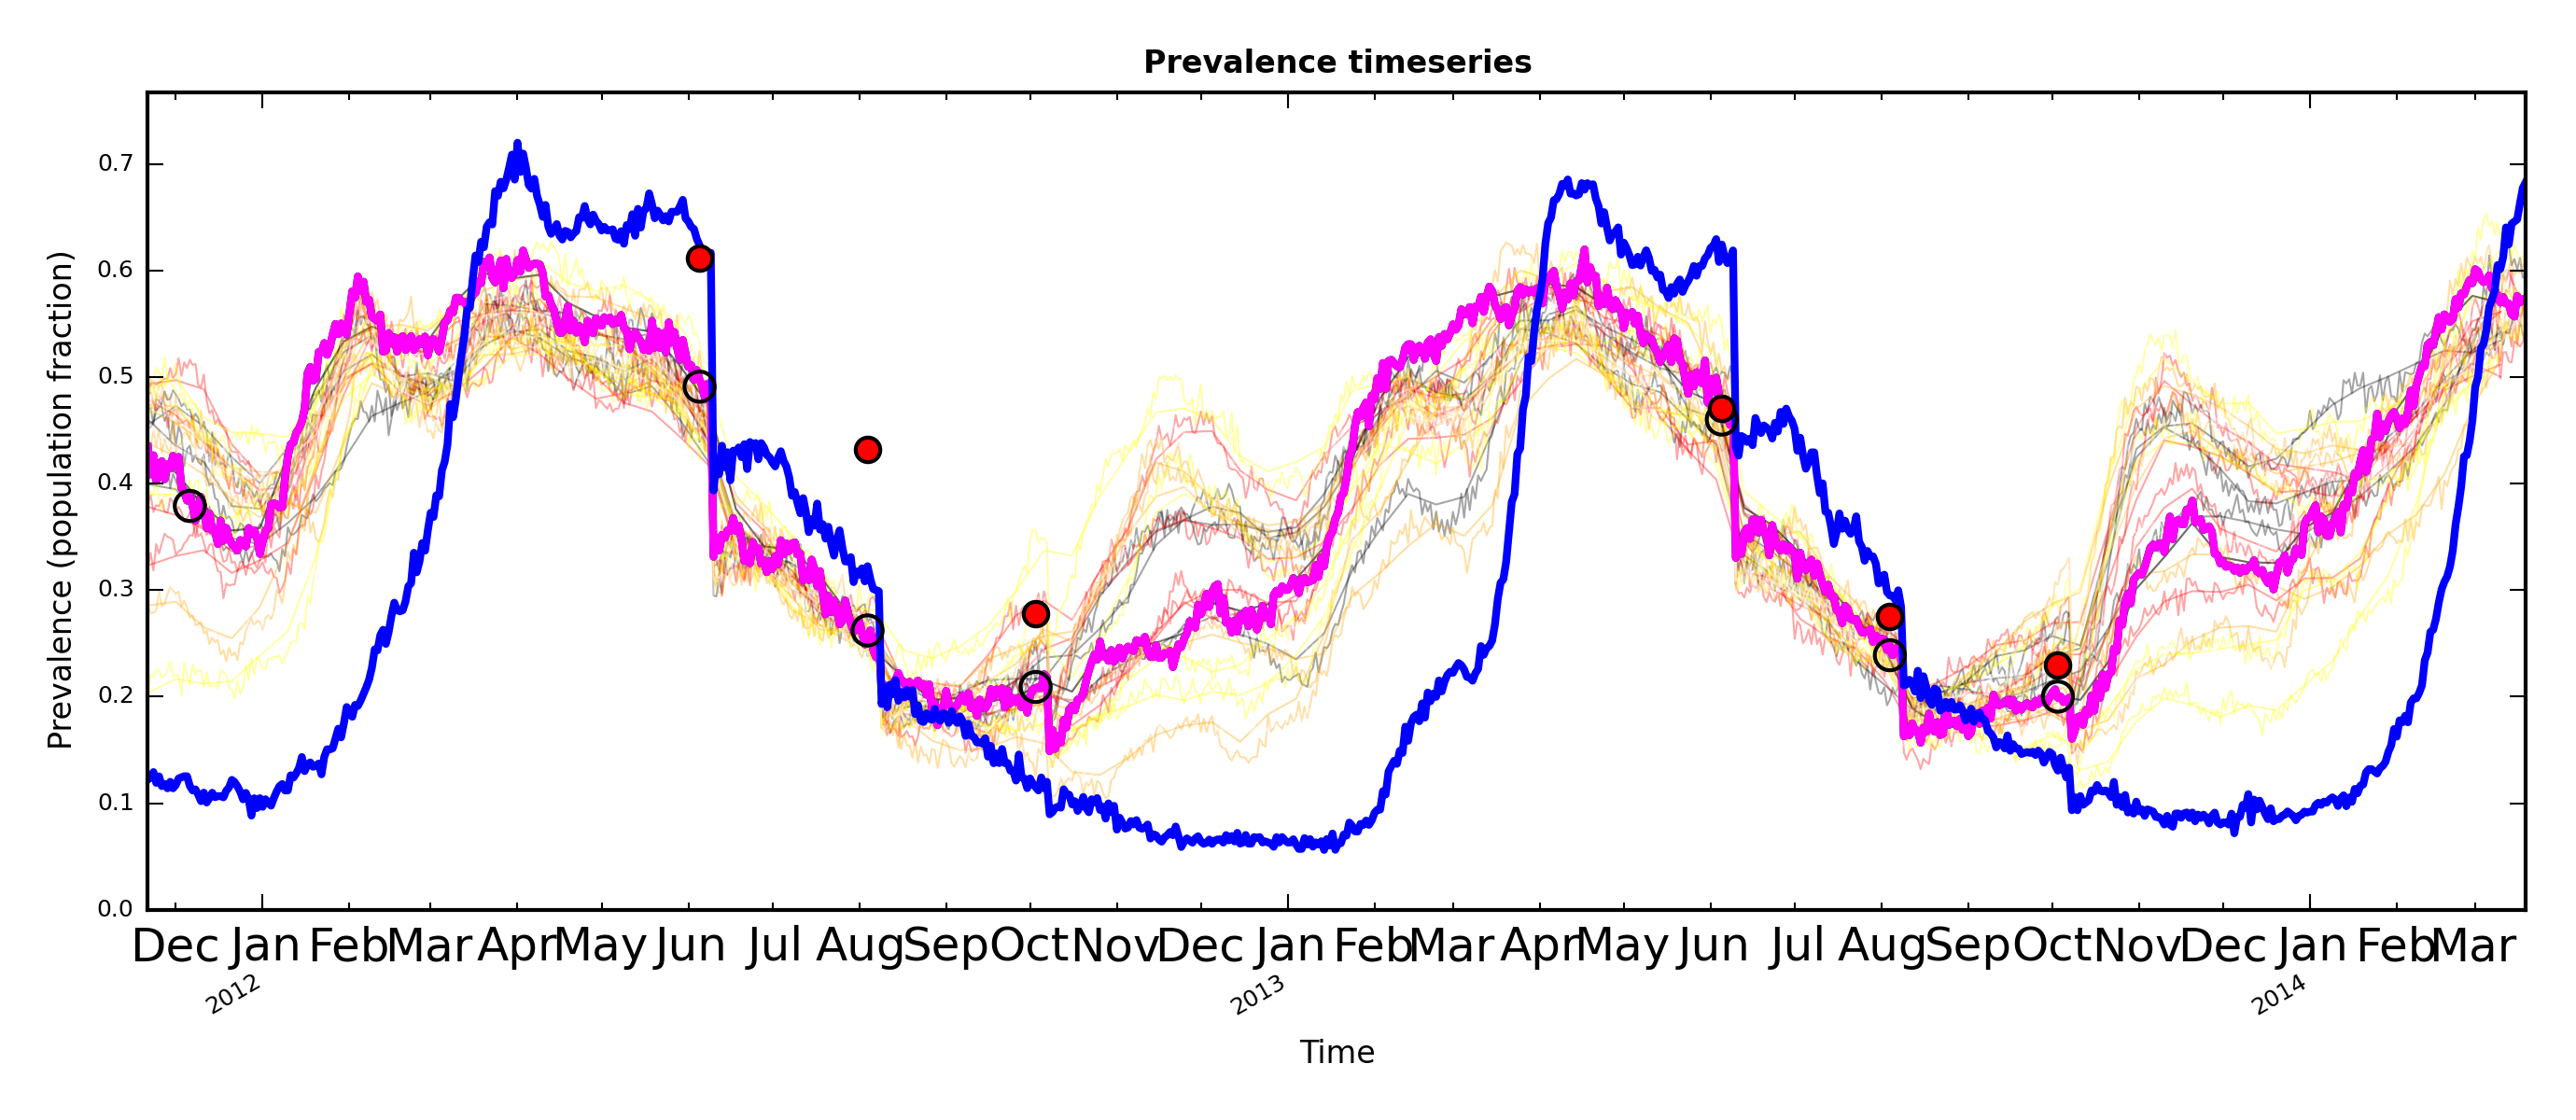 Prevalence timeseries
Prevalence (population fraction)
0.7
0.6
0.5
0.4
0.3
0.2
0.1
0.0
Dec Jan Feb Mar Apr May Jun Jul Aug Sep Oct Nov Dec Jan Feb Mar Apr May Jun Jul Aug Sep Oct Nov Dec Jan Feb Mar
2012 2013 2014
Time